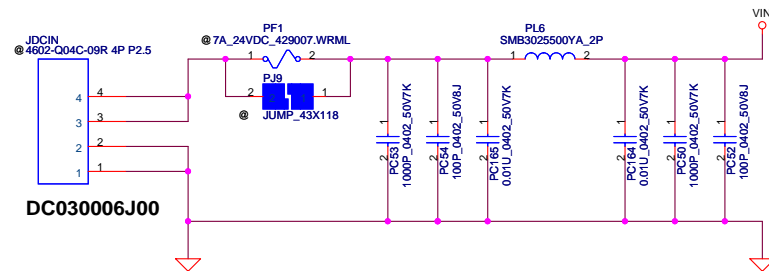 VIN
JDCIN
@ 4602-Q04C-09R 4P P2.5
PF1
@ 7A_24VDC_429007.WRML
PL6
SMB3025500YA_2P
1
2
1
2
PJ9
2
2
1
1
@
JUMP_43X118
4
4
3
3
2
2
1
1
DC030006J00
1
2
PC53
1000P_0402_50V7K
1
2
PC54
100P_0402_50V8J
1
2
PC165
0.01U_0402_50V7K
1
2
PC164
0.01U_0402_50V7K
1
2
PC50
1000P_0402_50V7K
1
2
PC52
100P_0402_50V8J